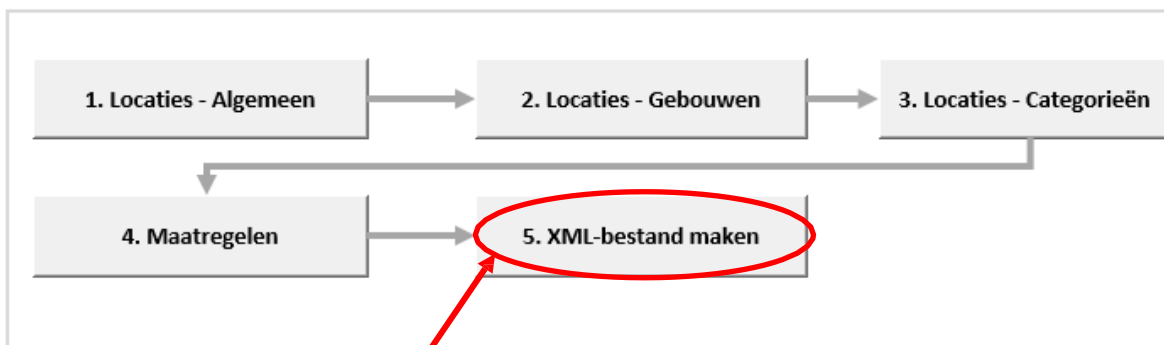 1. Locaties - Algemeen
2. Locaties - Gebouwen
3. Locaties - Categorieën
4. Maatregelen
5. XML-bestand maken